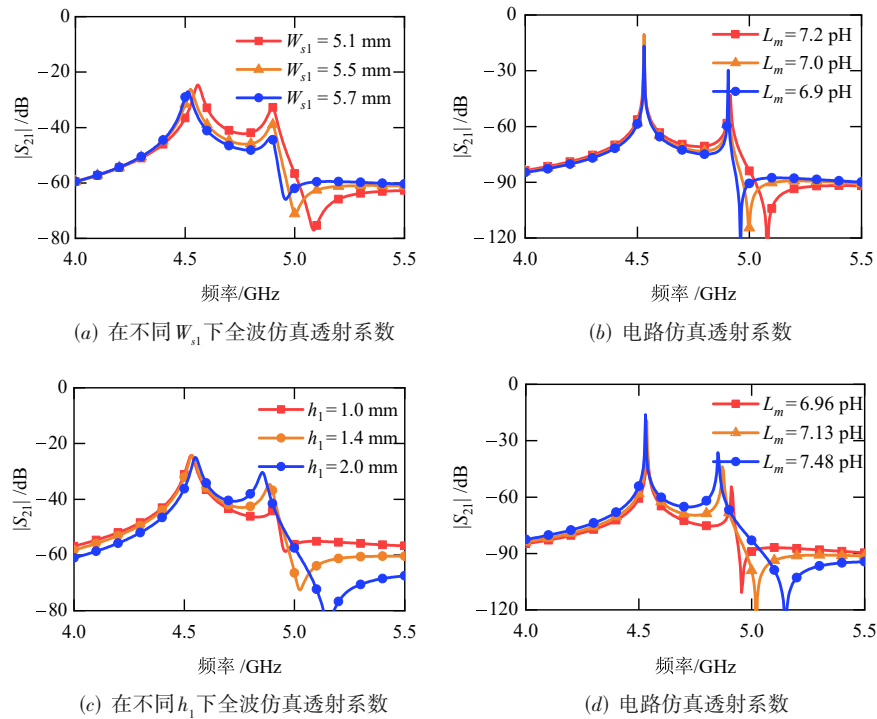 0
−20
−40
−60
−80
|S21| /dB
Ws1 = 5.1 mm
Ws1 = 5.5 mm
Ws1 = 5.7 mm
4.0 4.5 5.0 5.5
频率/GHz
(a) 在不同Ws1下全波仿真透射系数
0
−30
−60
−90
−120
|S21| /dB
Lm = 7.2 pH
Lm = 7.0 pH
Lm = 6.9 pH
4.0 4.5 5.0 5.5
频率/GHz
(b) 电路仿真透射系数
0
−20
−40
−60
−80
|S21| /dB
h1 = 1.0 mm
h1 = 1.4 mm
h1 = 2.0 mm
4.0 4.5 5.0 5.5
频率 /GHz
(c) 在不同h1下全波仿真透射系数
0
−30
−60
−90
−120
|S21| /dB
Lm = 6.96 pH
Lm = 7.13 pH
Lm = 7.48 pH
4.0 4.5 5.0 5.5
频率 /GHz
(d) 电路仿真透射系数